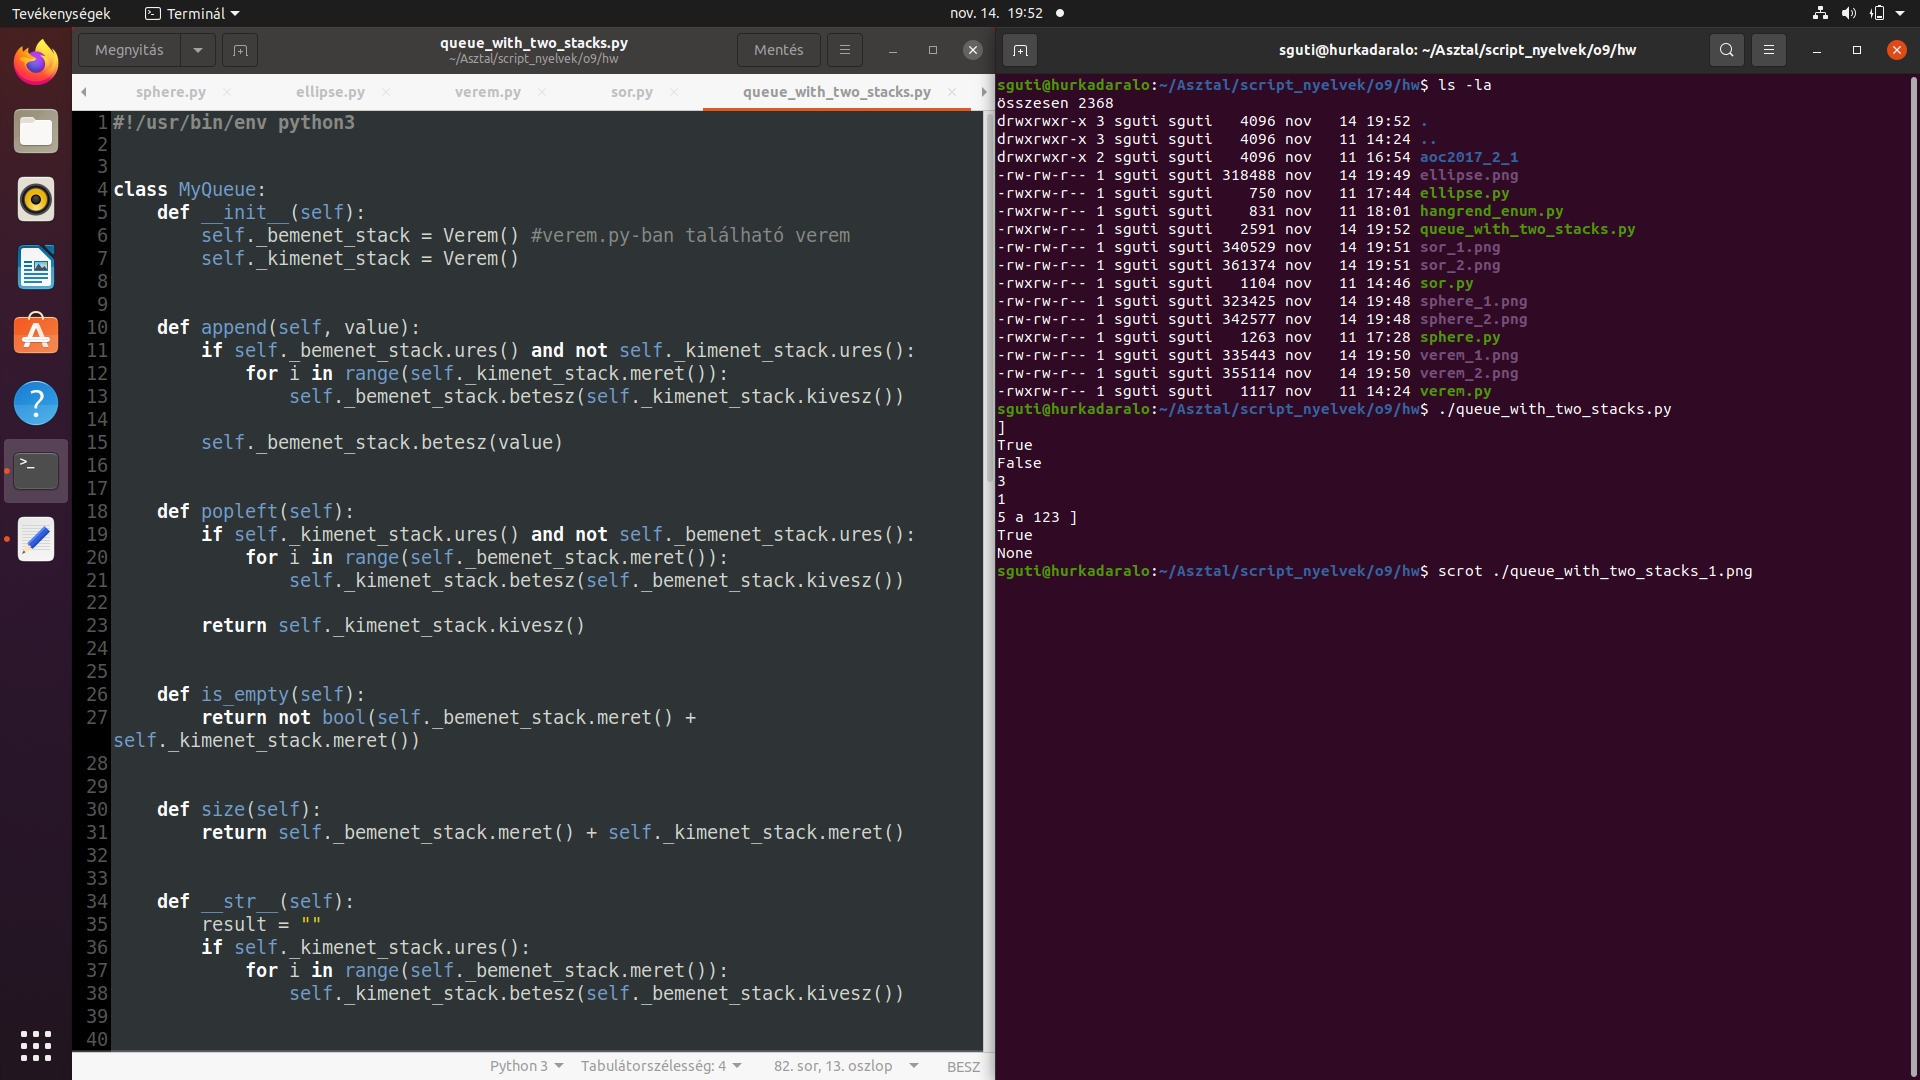 Tevékenységek
Terminál
nov. 14. 19:52
Megnyitás
queue_with_two_stacks.py
~/Asztal/script_nyelvek/o9/hw
Mentés
sphere.py
ellipse.py
verem.py
sor.py
queue_with_two_stacks.py
1 #!/usr/bin/env python3
2
3
4 class MyQueue:
5     def __init__(self):
6         self._bemenet_stack = Verem() #verem.py-ban található verem
7         self._kimenet_stack = Verem()
8
9
10     def append(self, value):
11         if self._bemenet_stack.ures() and not self._kimenet_stack.ures():
12             for i in range(self._kimenet_stack.meret()):
13                 self._bemenet_stack.betesz(self._kimenet_stack.kivesz())
14
15         self._bemenet_stack.betesz(value)
16
17
18     def popleft(self):
19         if self._kimenet_stack.ures() and not self._bemenet_stack.ures():
20             for i in range(self._bemenet_stack.meret()):
21                 self._kimenet_stack.betesz(self._bemenet_stack.kivesz())
22
23         return self._kimenet_stack.kivesz()
24
25
26     def is_empty(self):
27         return not bool(self._bemenet_stack.meret() +
self._kimenet_stack.meret())
28
29
30     def size(self):
31         return self._bemenet_stack.meret() + self._kimenet_stack.meret()
32
33
34     def __str__(self):
35         result = ""
36         if self._kimenet_stack.ures():
37             for i in range(self._bemenet_stack.meret()):
38                 self._kimenet_stack.betesz(self._bemenet_stack.kivesz())
39
40
Python 3
Tabulátorszélesség: 4
82. sor, 13. oszlop
BESZ
sguti@hurkadaralo: ~/Asztal/script_nyelvek/o9/hw
sguti@hurkadaralo:~/Asztal/script_nyelvek/o9/hw$ ls -la
összesen 2368
drwxrwxr-x 3 sguti sguti   4096 nov   14 19:52 .
drwxrwxr-x 3 sguti sguti   4096 nov   11 14:24 ..
drwxrwxr-x 2 sguti sguti   4096 nov   11 16:54 aoc2017_2_1
-rw-rw-r-- 1 sguti sguti 318488 nov   14 19:49 ellipse.png
-rwxrw-r-- 1 sguti sguti    750 nov   11 17:44 ellipse.py
-rwxrw-r-- 1 sguti sguti    831 nov   11 18:01 hangrend_enum.py
-rwxrw-r-- 1 sguti sguti   2591 nov   14 19:52 queue_with_two_stacks.py
-rw-rw-r-- 1 sguti sguti 340529 nov   14 19:51 sor_1.png
-rw-rw-r-- 1 sguti sguti 361374 nov   14 19:51 sor_2.png
-rwxrw-r-- 1 sguti sguti   1104 nov   11 14:46 sor.py
-rw-rw-r-- 1 sguti sguti 323425 nov   14 19:48 sphere_1.png
-rw-rw-r-- 1 sguti sguti 342577 nov   14 19:48 sphere_2.png
-rwxrw-r-- 1 sguti sguti   1263 nov   11 17:28 sphere.py
-rw-rw-r-- 1 sguti sguti 335443 nov   14 19:50 verem_1.png
-rw-rw-r-- 1 sguti sguti 355114 nov   14 19:50 verem_2.png
-rwxrw-r-- 1 sguti sguti   1117 nov   11 14:24 verem.py
sguti@hurkadaralo:~/Asztal/script_nyelvek/o9/hw$ ./queue_with_two_stacks.py
]
True
False
3
1
5 a 123 ]
True
None
sguti@hurkadaralo:~/Asztal/script_nyelvek/o9/hw$ scrot ./queue_with_two_stacks_1.png